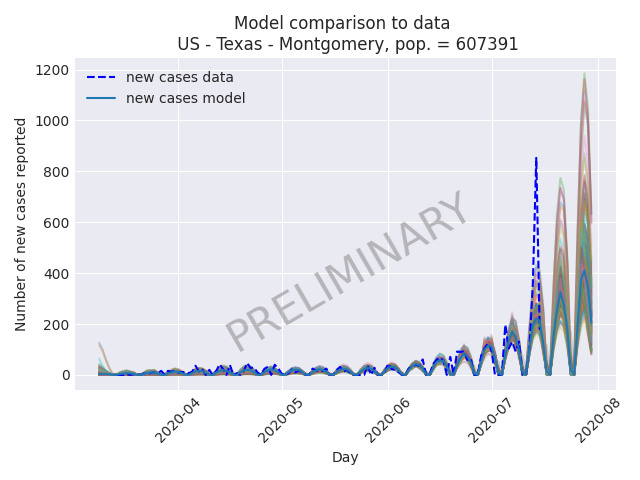 Model comparison to data
US - Texas - Montgomery, pop. = 607391
new cases data
new cases model
1200
1000
800
600
400
200
0
Number of new cases reported
PRELIMINARY
2020-04
2020-05
2020-06
2020-07
2020-08
Day